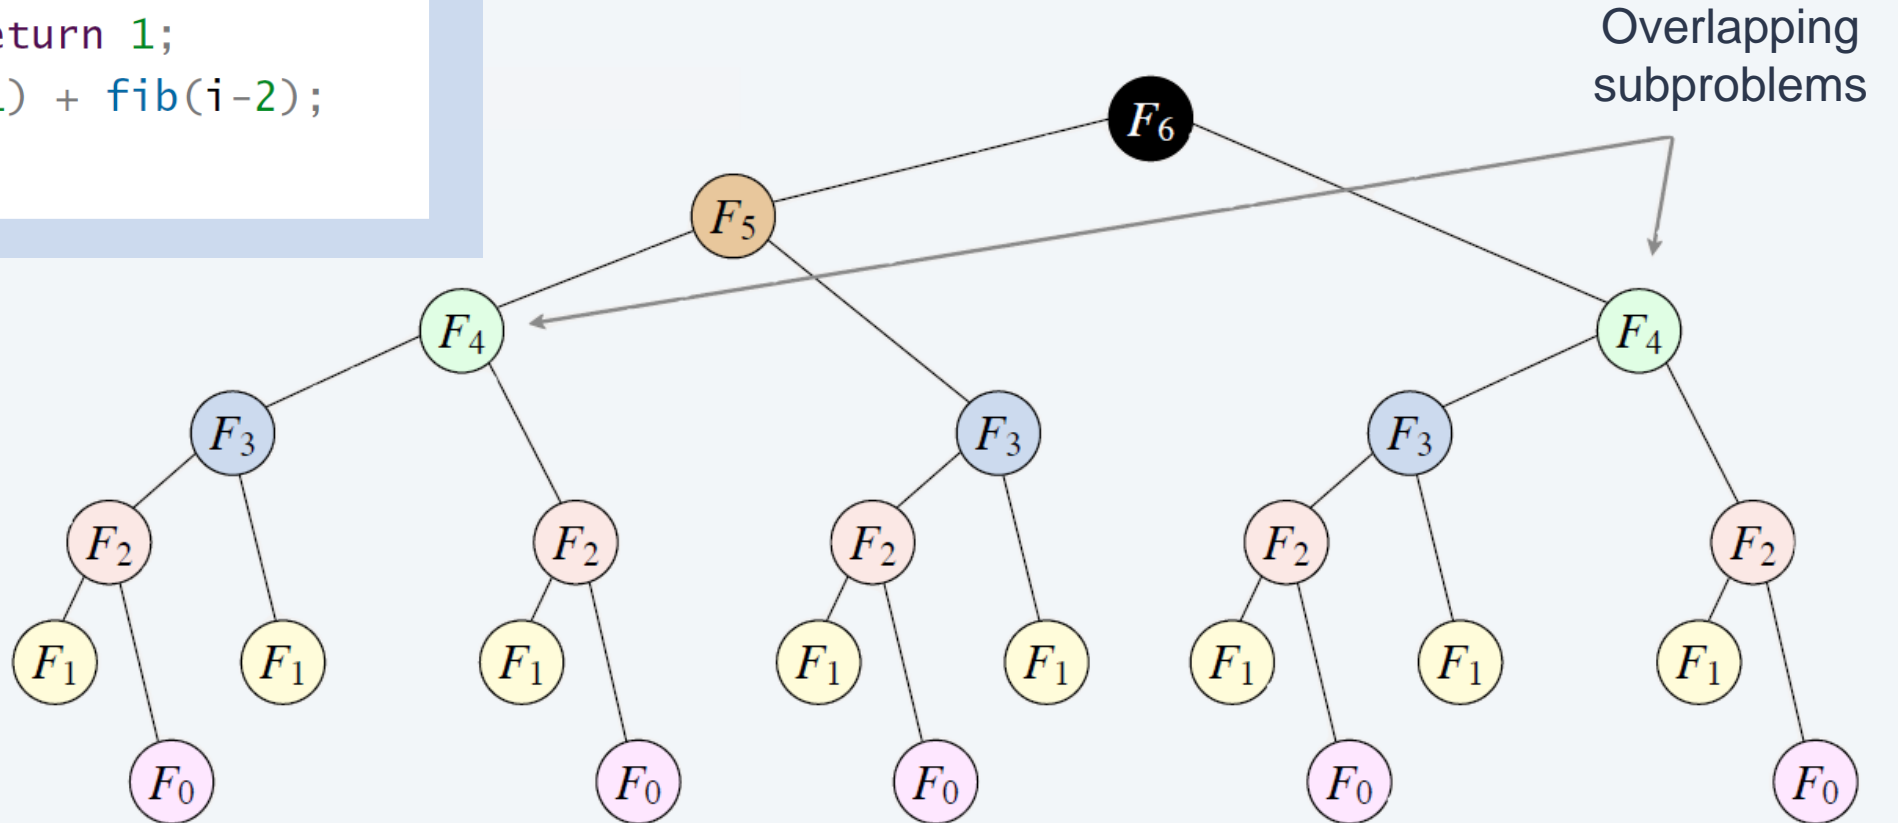 eturn 1;
) + fib(i-2);
Overlapping
subproblems
F6
F5
F4 F4
F3 F3 F3
F2 F2 F2 F2 F2
F1 F1 F1 F1 F1 F1 F1 F1
F0 F0 F0 F0 F0